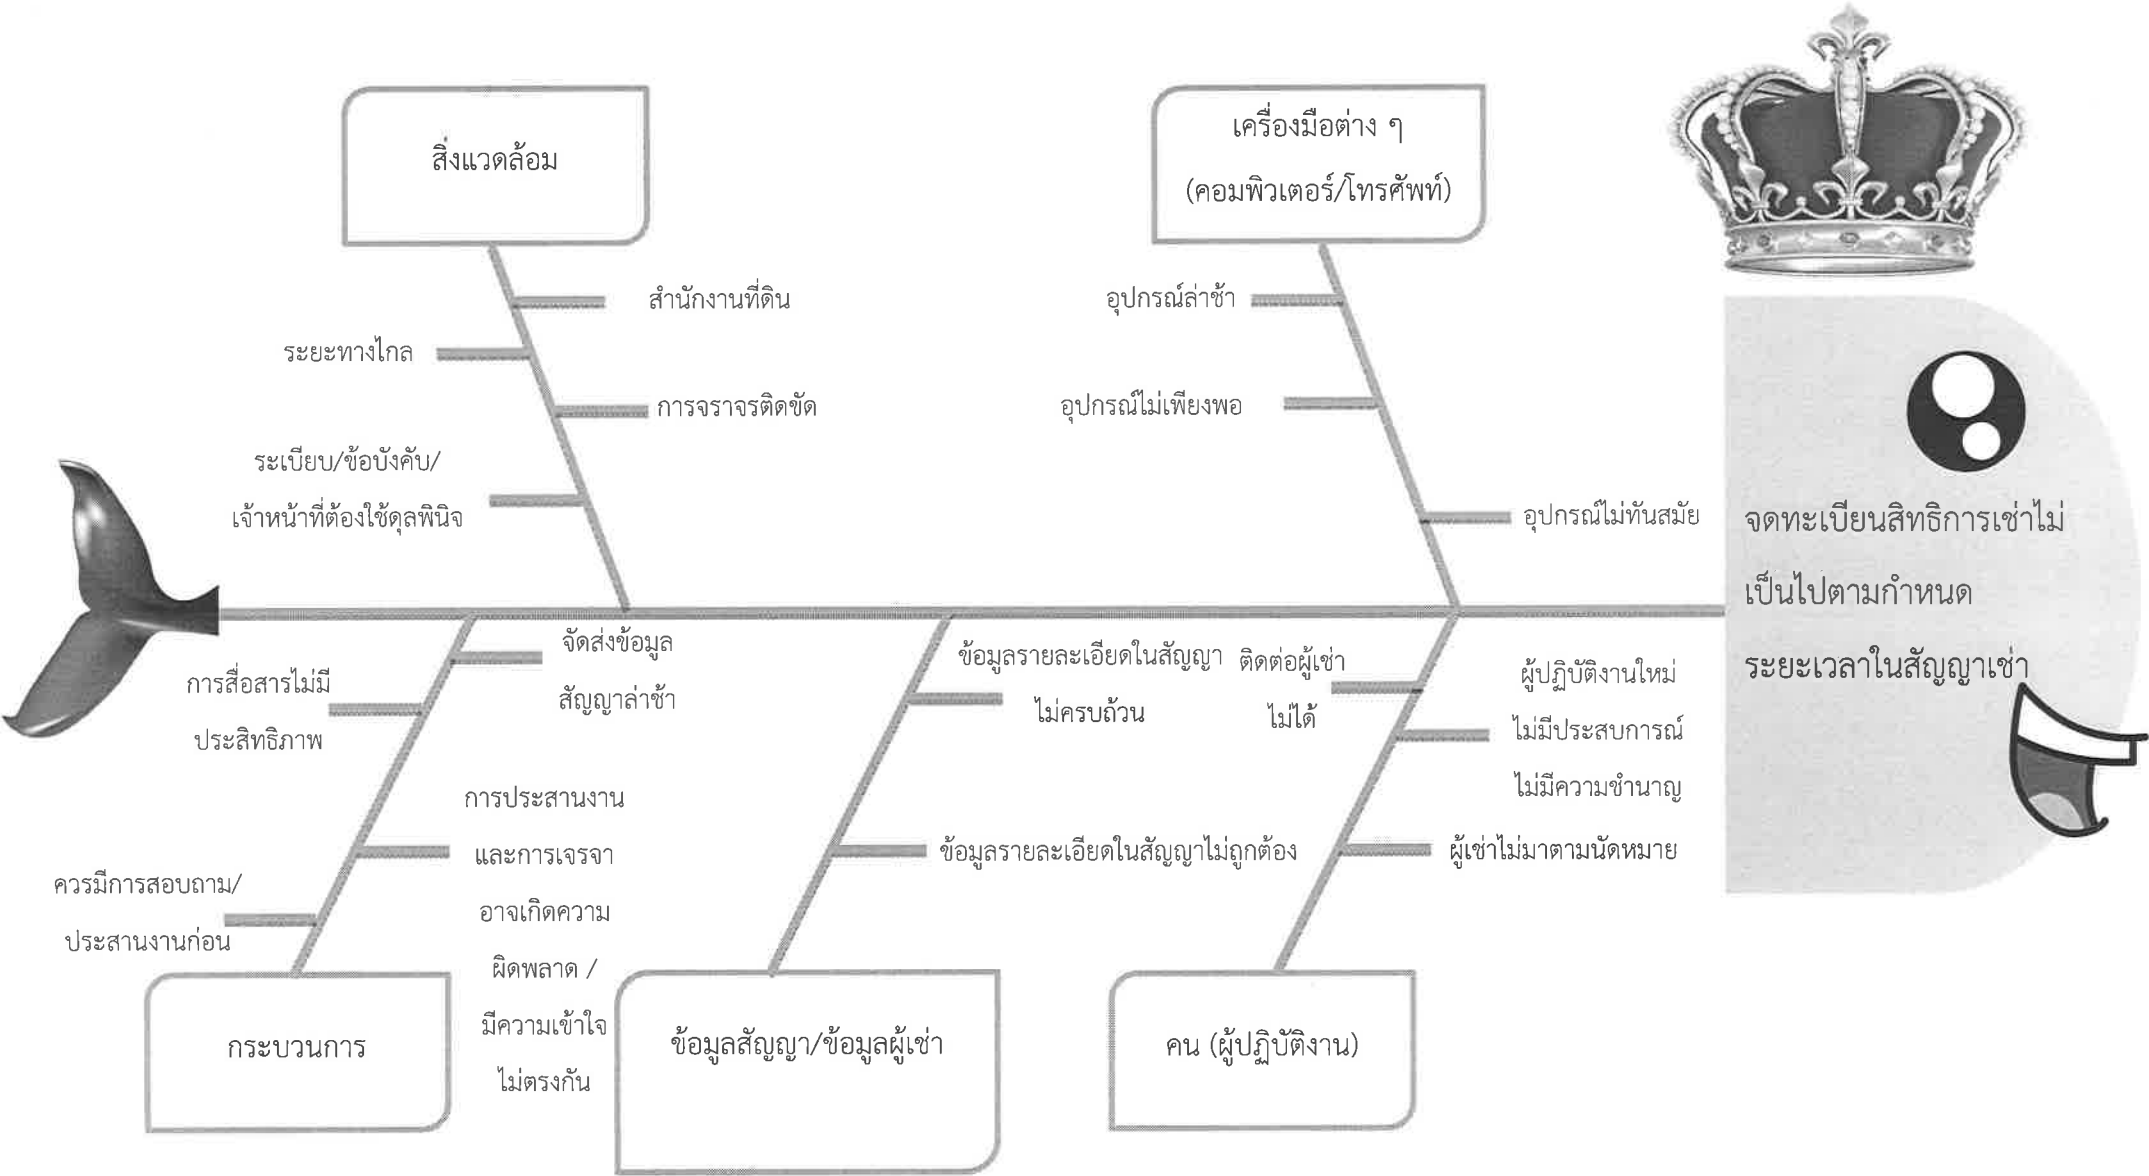 สิ่งแวดล้อม
เครื่องมือต่าง ๆ
(คอมพิวเตอร์/โทรศัพท์)
สำนักงานที่ดิน
ระยะทางไกล
การจราจรติดขัด
ระเบียบ/ข้อบังคับ/
เจ้าหน้าที่ต้องใช้ดุลพินิจ
อุปกรณ์ล่าช้า
อุปกรณ์ไม่เพียงพอ
อุปกรณ์ไม่ทันสมัย
จดทะเบียนสิทธิการเช่าไม่
เป็นไปตามกำหนด
ระยะเวลาในสัญญาเช่า
จัดส่งข้อมูล
สัญญาล่าช้า
การสื่อสารไม่มี
ประสิทธิภาพ
การประสานงาน
และการเจรจา
อาจเกิดความ
ผิดพลาด /
มีความเข้าใจ
ไม่ตรงกัน
ควรมีการสอบถาม/
ประสานงานก่อน
กระบวนการ
ข้อมูลรายละเอียดในสัญญา
ไม่ครบถ้วน
ข้อมูลรายละเอียดในสัญญาไม่ถูกต้อง
ข้อมูลสัญญา/ข้อมูลผู้เช่า
ติดต่อผู้เช่า
ไม่ได้
ผู้ปฏิบัติงานใหม่
ไม่มีประสบการณ์
ไม่มีความชำนาญ
ผู้เช่าไม่มาตามนัดหมาย
คน (ผู้ปฏิบัติงาน)